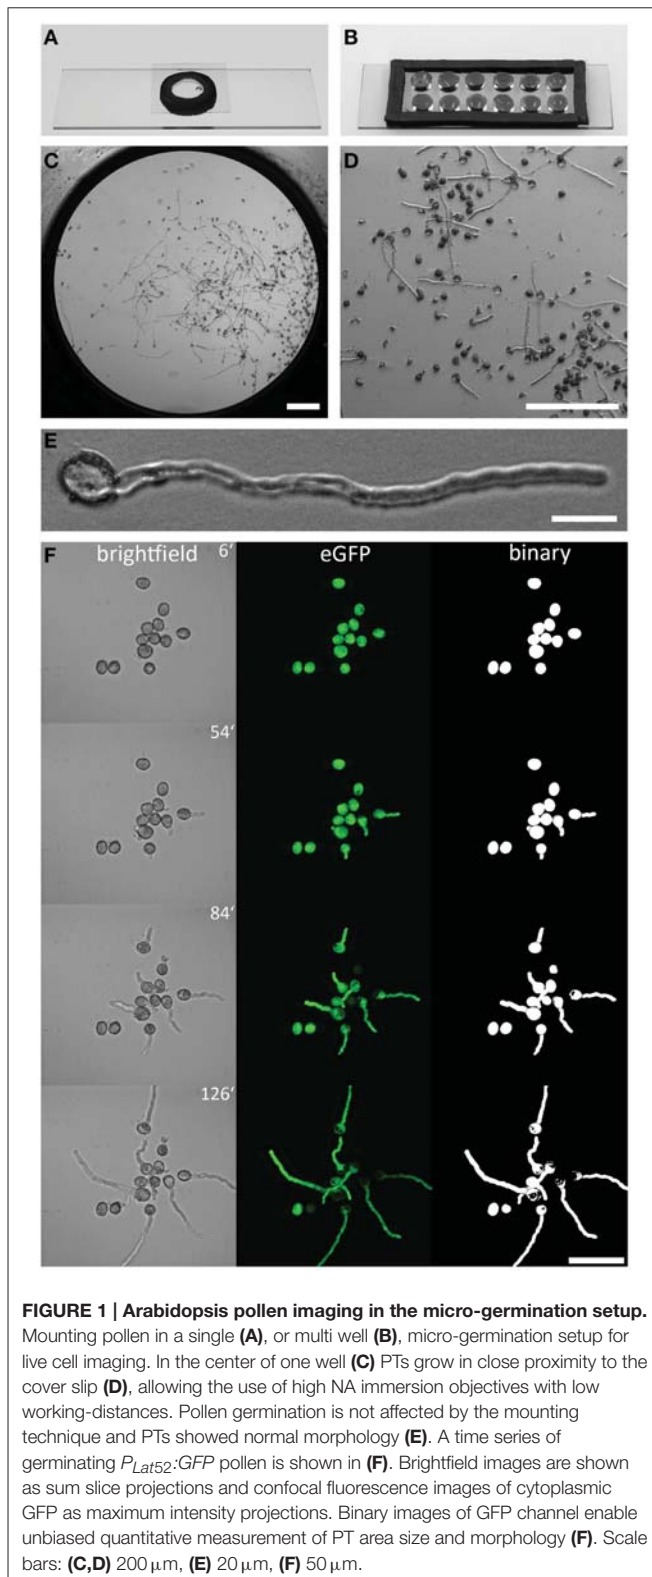 A
B
C
D
E
F
brightfield
6‘
eGFP
binary
54‘
84‘
126‘
FIGURE 1 | Arabidopsis pollen imaging in the micro-germination setup.
Mounting pollen in a single (A), or multi well (B), micro-germination setup for
live cell imaging. In the center of one well (C) PTs grow in close proximity to the
cover slip (D), allowing the use of high NA immersion objectives with low
working-distances. Pollen germination is not affected by the mounting
technique and PTs showed normal morphology (E). A time series of
germinating PLat52:GFP pollen is shown in (F). Brightfield images are shown
as sum slice projections and confocal fluorescence images of cytoplasmic
GFP as maximum intensity projections. Binary images of GFP channel enable
unbiased quantitative measurement of PT area size and morphology (F). Scale
bars: (C,D) 200 μm, (E) 20 μm, (F) 50 μm.